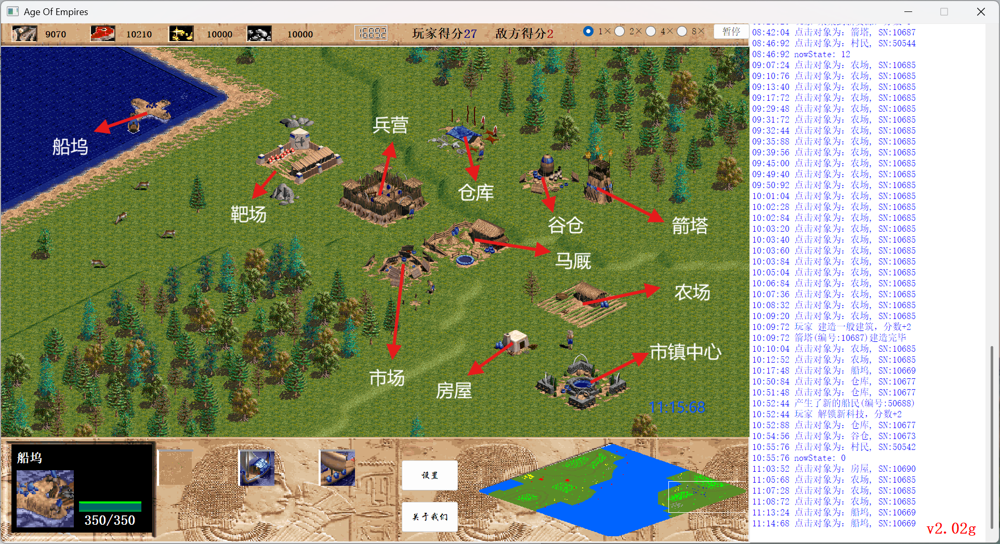 Age Of Empires
9070
10210
10000
10000
16892
玩家得分27
敌方得分2
1×
2×
4×
8×
暂停
船坞
靶场
兵营
仓库
谷仓
箭塔
马厩
农场
市场
房屋
市镇中心
11:15:68
船坞
350/350
设置
关于我们
08:42:04 点击对象为: 箭塔, SN:10687
08:46:92 点击对象为: 村民, SN:50544
08:46:92 nowState: 12
09:07:24 点击对象为: 农场, SN:10685
09:10:76 点击对象为: 农场, SN:10685
09:13:40 点击对象为: 农场, SN:10685
09:17:72 点击对象为: 农场, SN:10685
09:29:48 点击对象为: 农场, SN:10685
09:31:72 点击对象为: 农场, SN:10685
09:32:44 点击对象为: 农场, SN:10685
09:35:88 点击对象为: 农场, SN:10685
09:39:56 点击对象为: 农场, SN:10685
09:45:00 点击对象为: 农场, SN:10685
09:49:40 点击对象为: 农场, SN:10685
09:50:92 点击对象为: 农场, SN:10685
10:01:04 点击对象为: 农场, SN:10685
10:02:28 点击对象为: 农场, SN:10685
10:02:84 点击对象为: 农场, SN:10685
10:03:20 点击对象为: 农场, SN:10685
10:03:40 点击对象为: 农场, SN:10685
10:03:60 点击对象为: 农场, SN:10685
10:03:84 点击对象为: 农场, SN:10685
10:05:04 点击对象为: 农场, SN:10685
10:06:84 点击对象为: 农场, SN:10685
10:07:36 点击对象为: 农场, SN:10685
10:08:32 点击对象为: 农场, SN:10685
10:09:20 点击对象为: 农场, SN:10685
10:09:72 玩家 建造一般建筑, 分数+2
10:09:72 箭塔(编号:10687)建造完毕
10:10:04 点击对象为: 农场, SN:10685
10:12:52 点击对象为: 农场, SN:10685
10:17:48 点击对象为: 船坞, SN:10669
10:50:84 点击对象为: 仓库, SN:10677
10:51:48 点击对象为: 仓库, SN:10677
10:52:44 产生了新的船民(编号:50688)
10:52:44 玩家 解锁新科技, 分数+2
10:52:88 点击对象为: 仓库, SN:10677
10:54:56 点击对象为: 谷仓, SN:10673
10:55:76 点击对象为: 村民, SN:50542
10:55:76 nowState: 0
11:03:52 点击对象为: 房屋, SN:10690
11:05:68 点击对象为: 农场, SN:10685
11:07:28 点击对象为: 农场, SN:10685
11:08:72 点击对象为: 农场, SN:10685
11:13:24 点击对象为: 船坞, SN:10669
11:14:68 点击对象为: 船坞, SN:10669
v2.02g